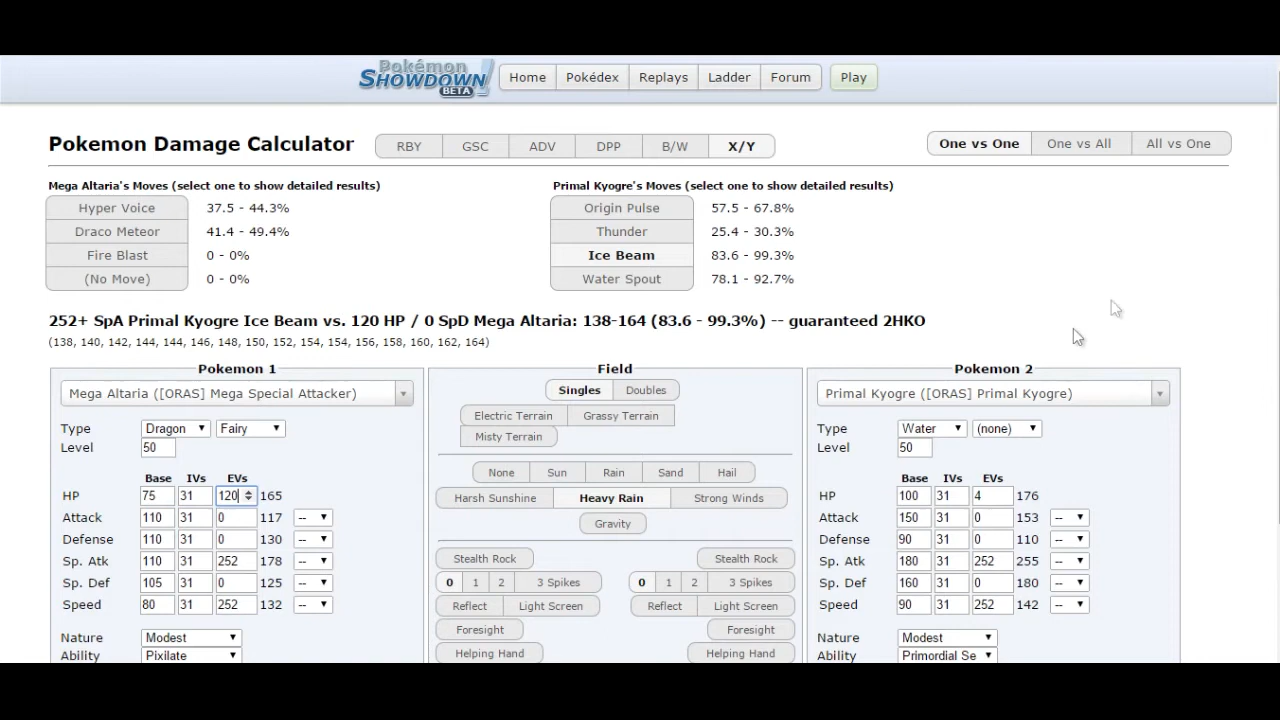 Pokémon SHOWDOWN! BETA Home Pokédex Replays Ladder Forum Play
Pokemon Damage Calculator RBY GSC ADV DPP B/W X/Y One vs One One vs All All vs One
Mega Altaria's Moves (select one to show detailed results) Primal Kyogre's Moves (select one to show detailed results)
Hyper Voice 37.5 - 44.3% Origin Pulse 57.5 - 67.8%
Draco Meteor 41.4 - 49.4% Thunder 25.4 - 30.3%
Fire Blast 0 - 0% Ice Beam 83.6 - 99.3%
(No Move) 0 - 0% Water Spout 78.1 - 92.7%
252+ SpA Primal Kyogre Ice Beam vs. 120 HP / 0 SpD Mega Altaria: 138-164 (83.6 - 99.3%) -- guaranteed 2HKO
(138, 140, 142, 144, 144, 146, 148, 150, 152, 154, 154, 156, 158, 160, 162, 164)
Pokemon 1
Mega Altaria ([ORAS] Mega Special Attacker)
Type Dragon Fairy
Level 50
Base IVs EVs
HP 75 31 120 165
Attack 110 31 0 117 --
Defense 110 31 0 130 --
Sp. Atk 110 31 252 178 --
Sp. Def 105 31 0 125 --
Speed 80 31 252 132 --
Nature Modest
Ability Pixilate
Field
Singles Doubles
Electric Terrain Grassy Terrain
Misty Terrain
None Sun Rain Sand Hail
Harsh Sunshine Heavy Rain Strong Winds
Gravity
Stealth Rock Stealth Rock
0 1 2 3 Spikes 0 1 2 3 Spikes
Reflect Light Screen Reflect Light Screen
Foresight Foresight
Helping Hand Helping Hand
Pokemon 2
Primal Kyogre ([ORAS] Primal Kyogre)
Type Water (none)
Level 50
Base IVs EVs
HP 100 31 4 176
Attack 150 31 0 153 --
Defense 90 31 0 110 --
Sp. Atk 180 31 252 255 --
Sp. Def 160 31 0 180 --
Speed 90 31 252 142 --
Nature Modest
Ability Primordial Se